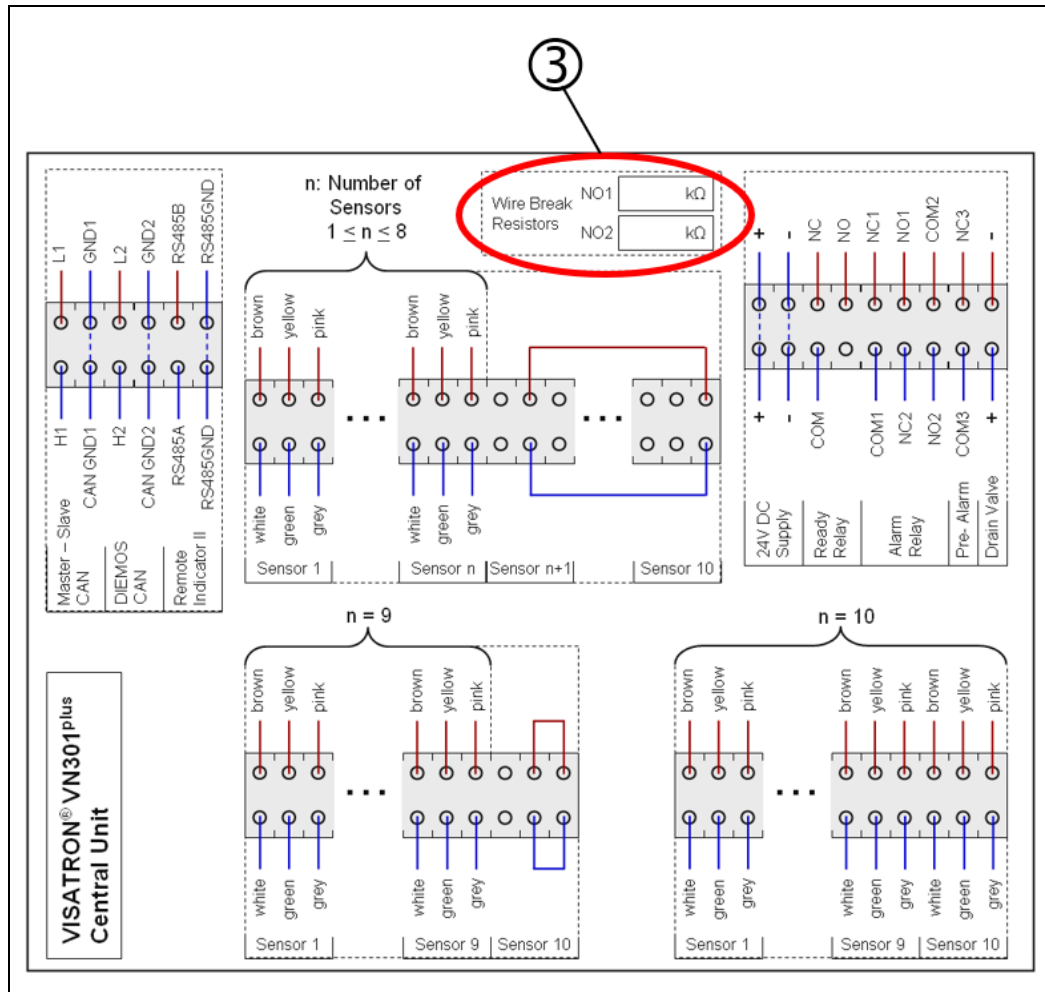 ③
n: Number of
Sensors
1 ≤ n ≤ 8
Wire Break
Resistors
NO1 kΩ
NO2 kΩ
L1 GND1 L2 GND2 RS485B RS485GND
H1 CAN GND1 H2 CAN GND2 RS485A RS485GND
Master – Slave
CAN
DIEMOS
CAN
Remote
Indicator II
brown yellow pink
brown yellow pink
...
...
white green grey
white green grey
Sensor 1
Sensor n
Sensor n+1
Sensor 10
+ - NC NO NC1 NO1 COM2 NC3 -
+ - COM COM1 NC2 NO2 COM3 +
24V DC
Supply
Ready
Relay
Alarm
Relay
Pre- Alarm
Drain Valve
VISATRON® VN301plus
Central Unit
n = 9
brown yellow pink
brown yellow pink
...
white green grey
white green grey
Sensor 1
Sensor 9
Sensor 10
n = 10
brown yellow pink
brown yellow pink brown yellow pink
...
white green grey
white green grey white green grey
Sensor 1
Sensor 9
Sensor 10